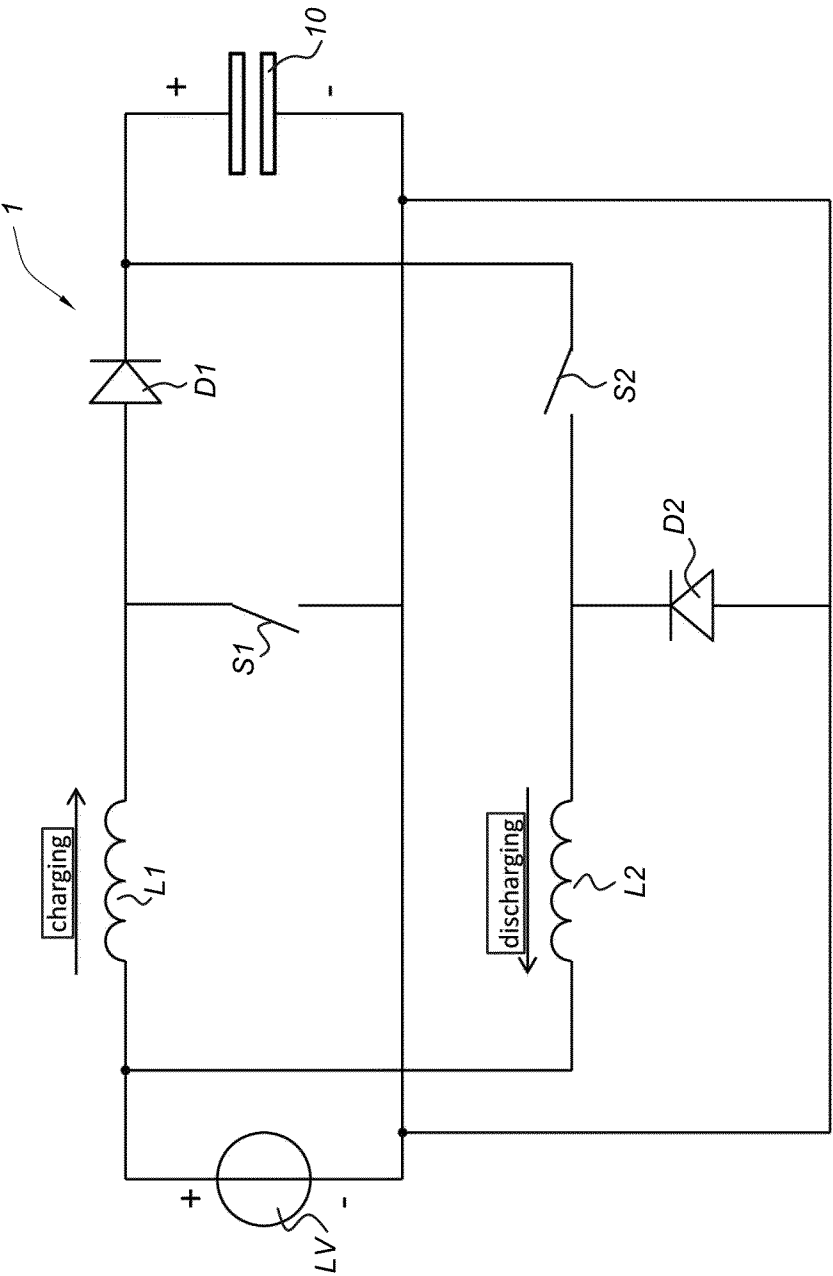 1
+
-
10
D1
S1
charging
L1
S2
D2
discharging
L2
+
-
LV